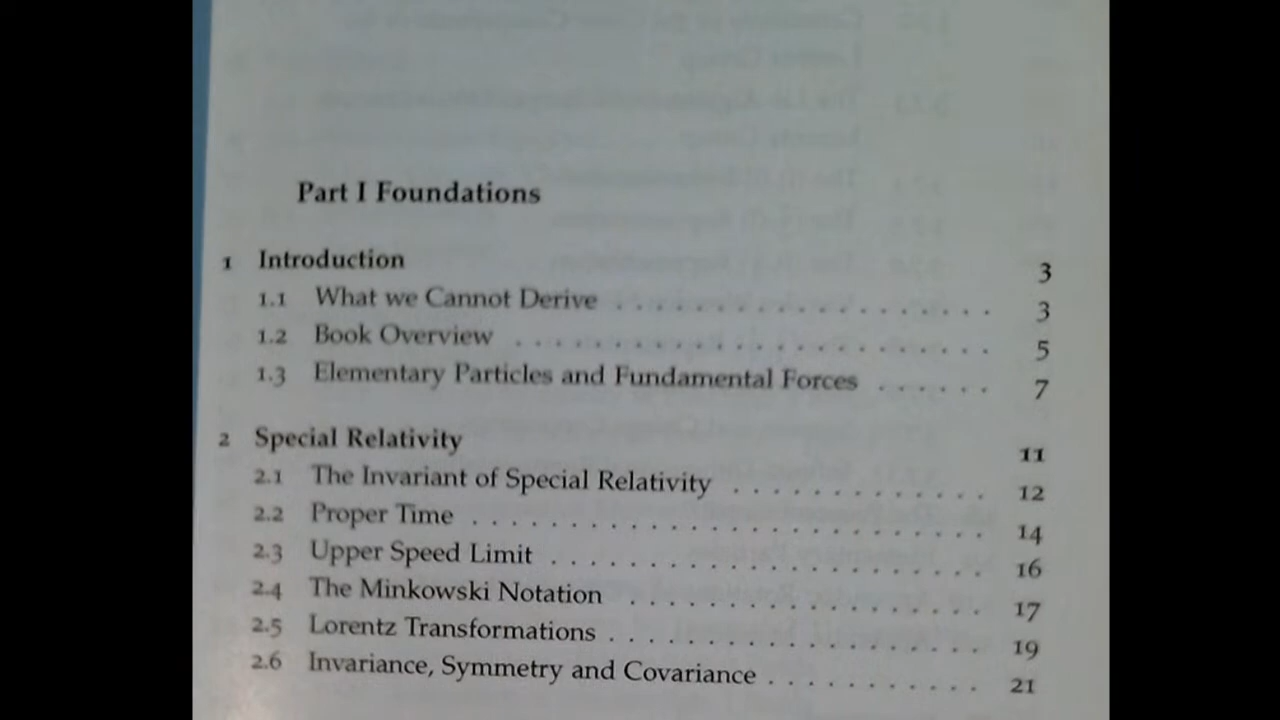 Part I Foundations
1 Introduction 3
1.1 What we Cannot Derive . . . . . . . . . . . . . . . . . . 3
1.2 Book Overview . . . . . . . . . . . . . . . . . . . . . . 5
1.3 Elementary Particles and Fundamental Forces . . . . . . 7
2 Special Relativity 11
2.1 The Invariant of Special Relativity . . . . . . . . . . . . . 12
2.2 Proper Time . . . . . . . . . . . . . . . . . . . . . . . . . 14
2.3 Upper Speed Limit . . . . . . . . . . . . . . . . . . . . . 16
2.4 The Minkowski Notation . . . . . . . . . . . . . . . . . 17
2.5 Lorentz Transformations . . . . . . . . . . . . . . . . . . 19
2.6 Invariance, Symmetry and Covariance . . . . . . . . . . . 21